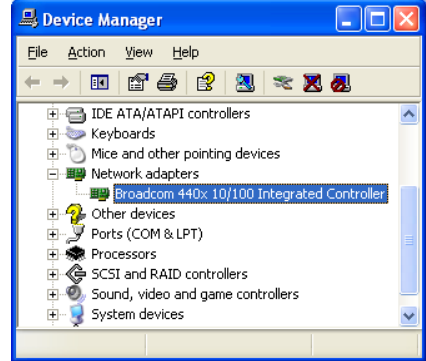 Device Manager
File Action View Help
IDE ATA/ATAPI controllers
Keyboards
Mice and other pointing devices
Network adapters
Broadcom 440x 10/100 Integrated Controller
Other devices
Ports (COM & LPT)
Processors
SCSI and RAID controllers
Sound, video and game controllers
System devices